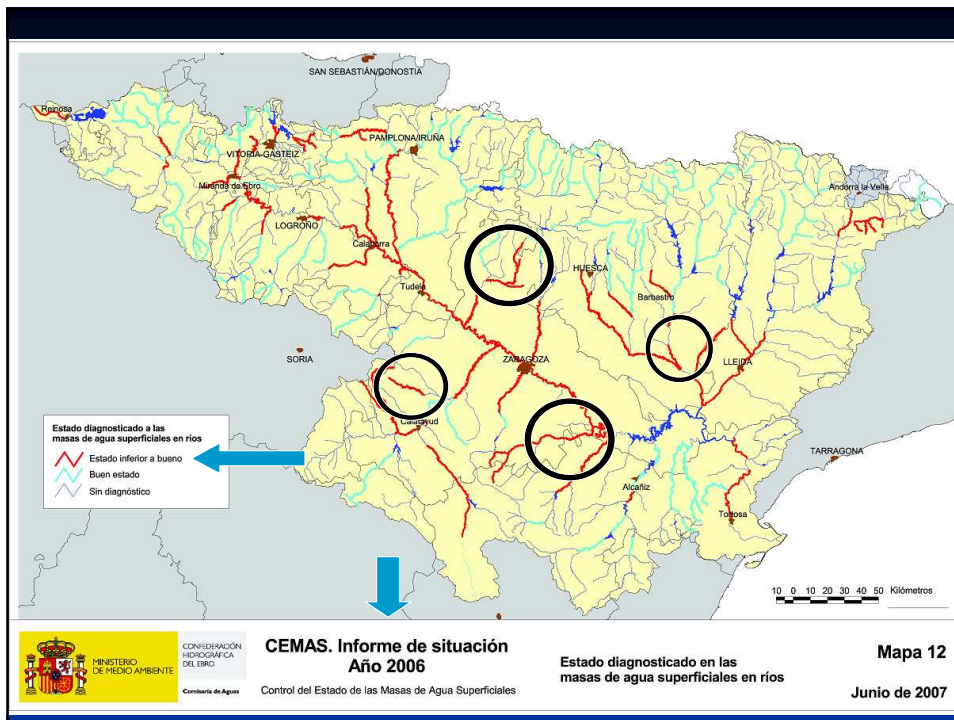 SAN SEBASTIÁN/DONOSTIA
Reinosa
PAMPLONA/IRUÑA
VITORIA-GASTEIZ
Miranda de Ebro
Andorra la Vella
LOGROÑO
Calahorra
HUESCA
Tudela
Barbastro
SORIA
ZARAGOZA
LLEIDA
Calatayud
Estado diagnosticado a las
masas de agua superficiales en ríos
Estado inferior a bueno
Buen estado
Sin diagnóstico
TARRAGONA
Alcañiz
Tortosa
10 0 10 20 30 40 50 Kilómetros
MINISTERIO
DE MEDIO AMBIENTE
CONFEDERACIÓN
HIDROGRÁFICA
DEL EBRO
Comisaría de Aguas
CEMAS. Informe de situación
Año 2006
Control del Estado de las Masas de Agua Superficiales
Estado diagnosticado en las
masas de agua superficiales en ríos
Mapa 12
Junio de 2007